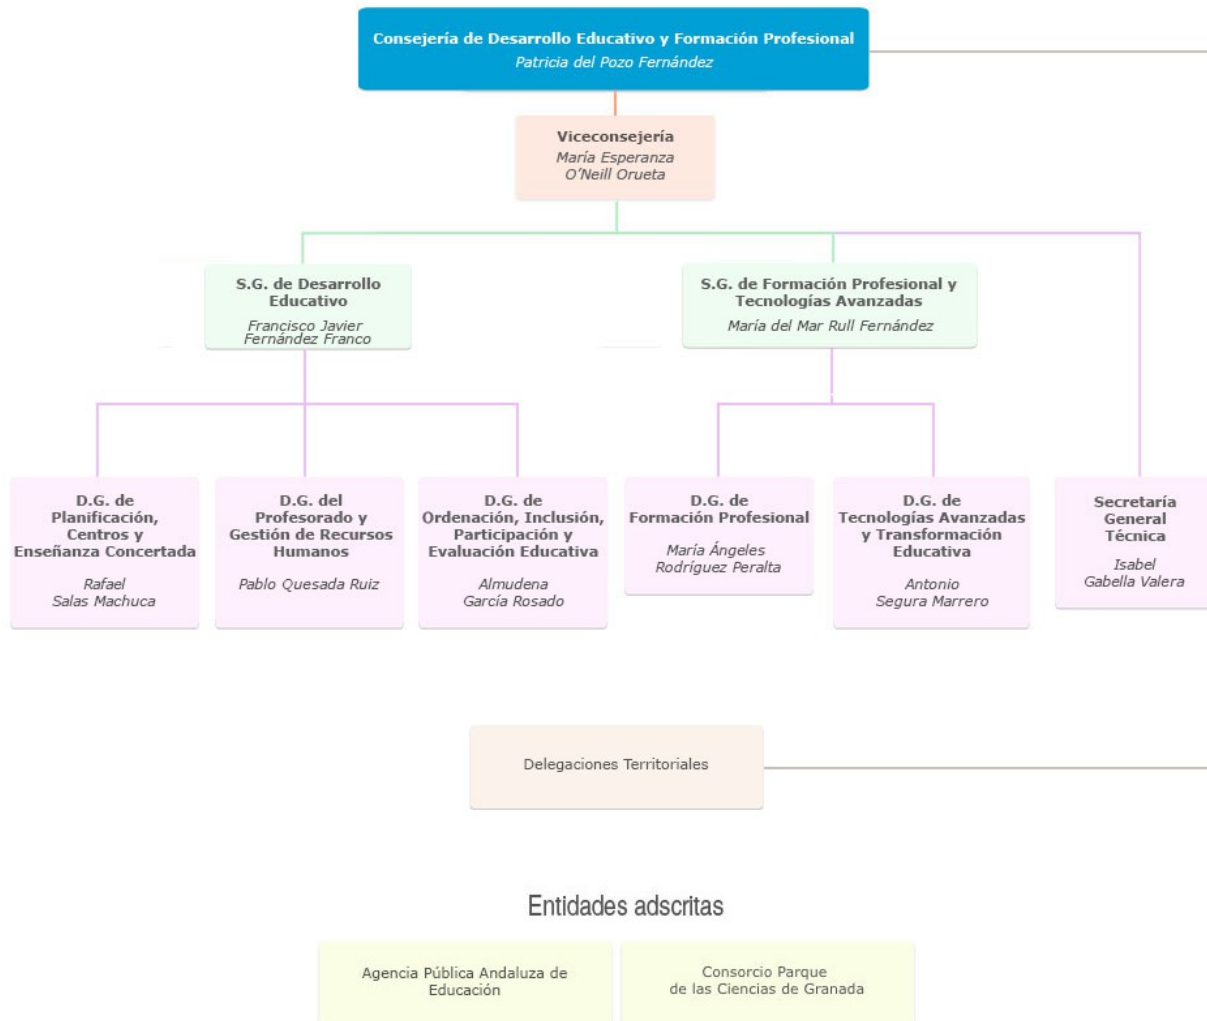 Consejería de Desarrollo Educativo y Formación Profesional
Patricia del Pozo Fernández
Viceconsejería
María Esperanza
O’Neill Orueta
S.G. de Desarrollo
Educativo
Francisco Javier
Fernández Franco
S.G. de Formación Profesional y
Tecnologías Avanzadas
María del Mar Rull Fernández
D.G. de
Planificación,
Centros y
Enseñanza Concertada
Rafael
Salas Machuca
D.G. del
Profesorado y
Gestión de Recursos
Humanos
Pablo Quesada Ruiz
D.G. de
Ordenación, Inclusión,
Participación y
Evaluación Educativa
Almudena
García Rosado
D.G. de
Formación Profesional
María Ángeles
Rodríguez Peralta
D.G. de
Tecnologías Avanzadas
y Transformación
Educativa
Antonio
Segura Marrero
Secretaría
General
Técnica
Isabel
Gabella Valera
Delegaciones Territoriales
Entidades adscritas
Agencia Pública Andaluza de
Educación
Consorcio Parque
de las Ciencias de Granada